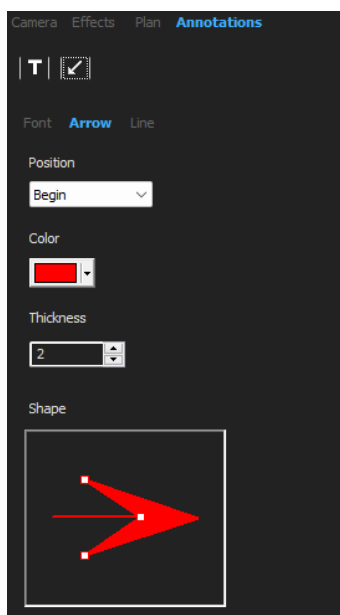 Camera Effects Plan Annotations
T
Font Arrow Line
Position
Begin
Color
Thickness
2
Shape